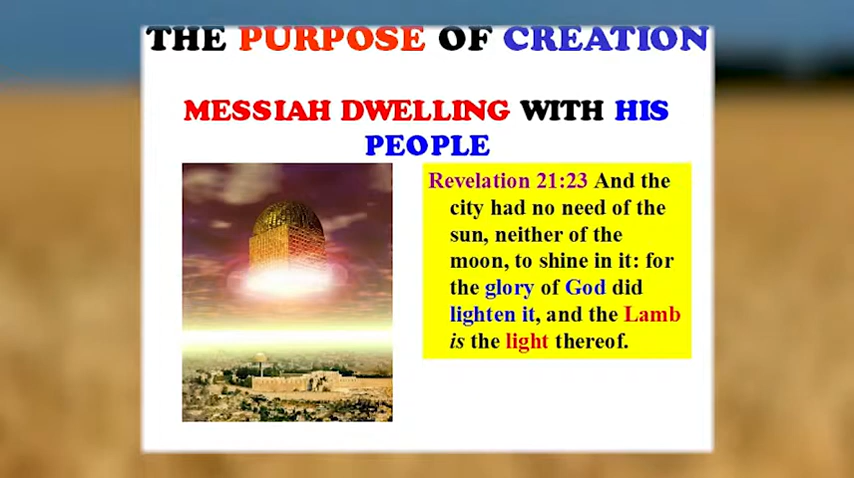 THE PURPOSE OF CREATION
MESSIAH DWELLING WITH HIS
PEOPLE
Revelation 21:23 And the
city had no need of the
sun, neither of the
moon, to shine in it: for
the glory of God did
lighten it, and the Lamb
is the light thereof.